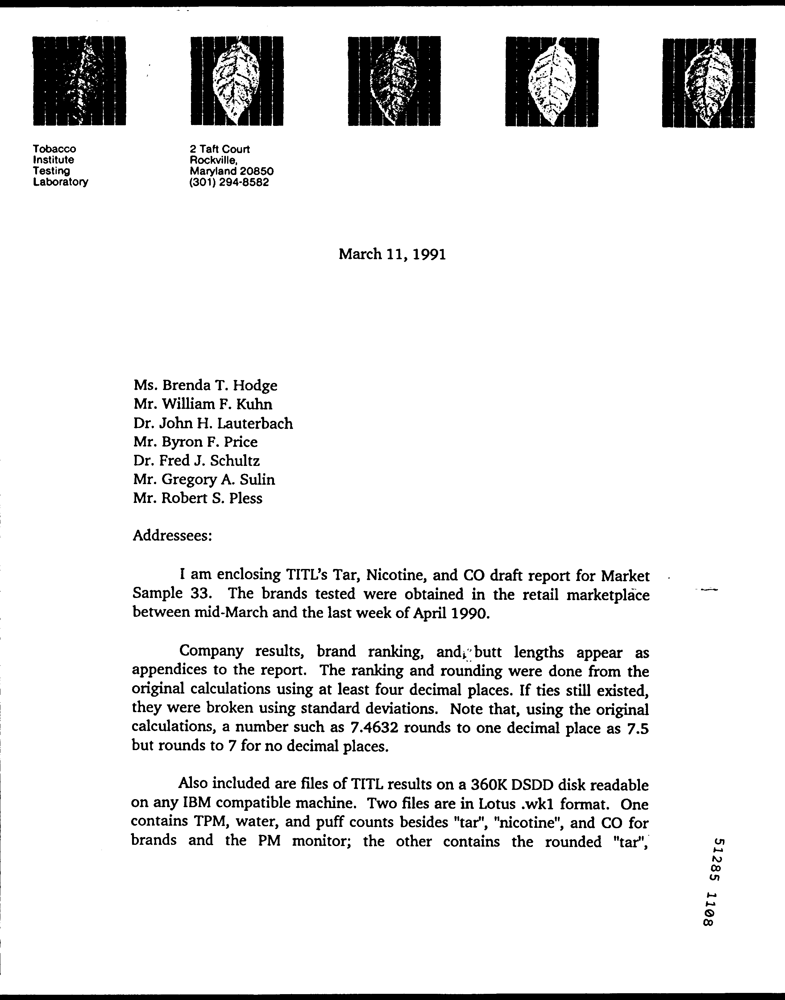 Tobacco
Institute
Testing
Laboratory
2 Taft Court
Rockville,
Maryland 20850
(301) 294-8582
March 11, 1991
Ms. Brenda T. Hodge
Mr. William F. Kuhn
Dr. John H. Lauterbach
Mr. Byron F. Price
Dr. Fred J. Schultz
Mr. Gregory A. Sulin
Mr. Robert S. Pless
Addressees:
I am enclosing TITL's Tar, Nicotine, and CO draft report for Market
Sample 33. The brands tested were obtained in the retail marketplace
between mid-March and the last week of April 1990.
Company results, brand ranking, and butt lengths appear as
appendices to the report. The ranking and rounding were done from the
original calculations using at least four decimal places. If ties still existed,
they were broken using standard deviations. Note that, using the original
calculations, a number such as 7.4632 rounds to one decimal place as 7.5
but rounds to 7 for no decimal places.
Also included are files of TITL results on a 360K DSDD disk readable
on any IBM compatible machine. Two files are in Lotus .wk1 format. One
contains TPM, water, and puff counts besides "tar", "nicotine", and CO for
brands and the PM monitor; the other contains the rounded "tar",
51285 1108